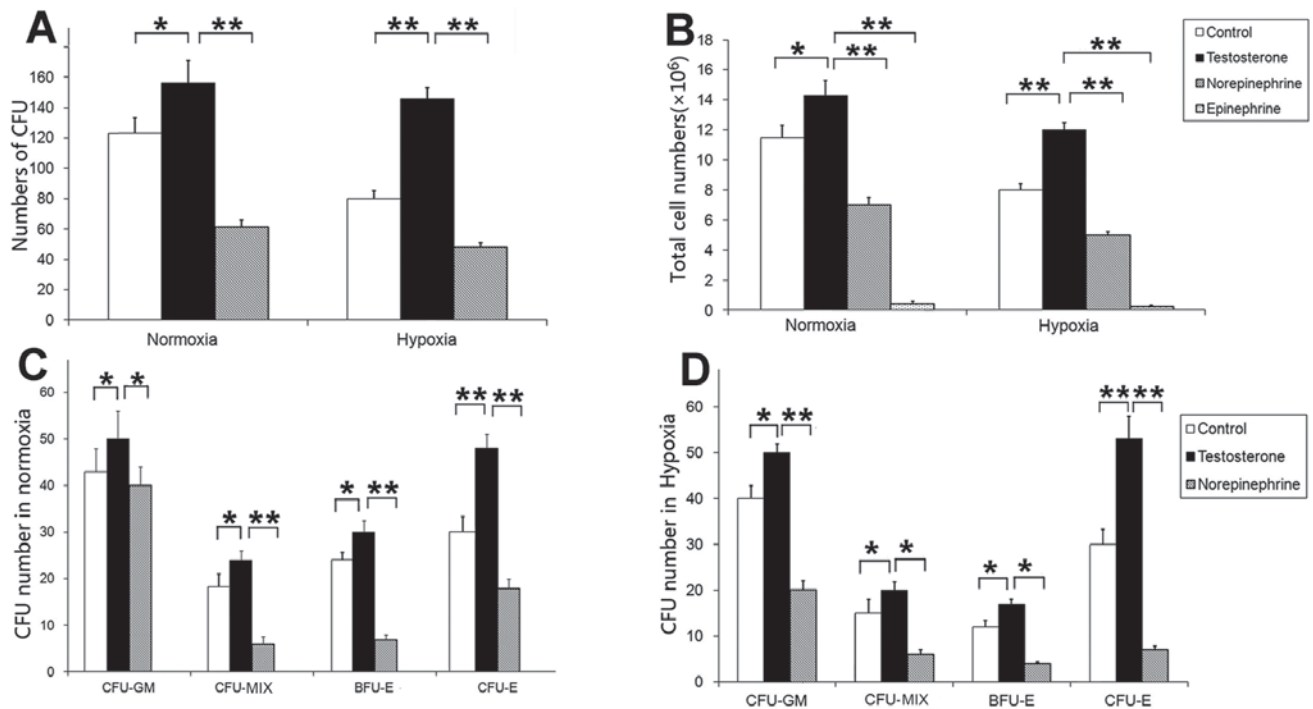 A
* ** ** **
Numbers of CFU
160
140
120
100
80
60
40
20
0
Normoxia Hypoxia
B
** * ** ** ** **
Total cell numbers(×10⁶)
18
16
14
12
10
8
6
4
2
0
Normoxia Hypoxia
Control
Testosterone
Norepinephrine
Epinephrine
C
* * * ** * ** ** **
CFU number in normoxia
60
50
40
30
20
10
0
CFU-GM CFU-MIX BFU-E CFU-E
D
* ** * * * * ** **
CFU number in Hypoxia
60
50
40
30
20
10
0
CFU-GM CFU-MIX BFU-E CFU-E
Control
Testosterone
Norepinephrine